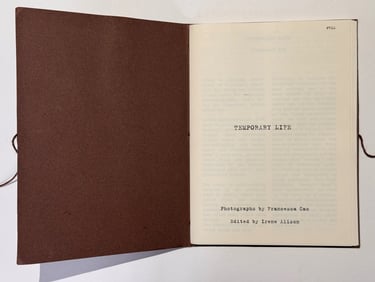 TEMPORARY LIFE
Photographs by Francesca Cao
Edited by Irene Alison